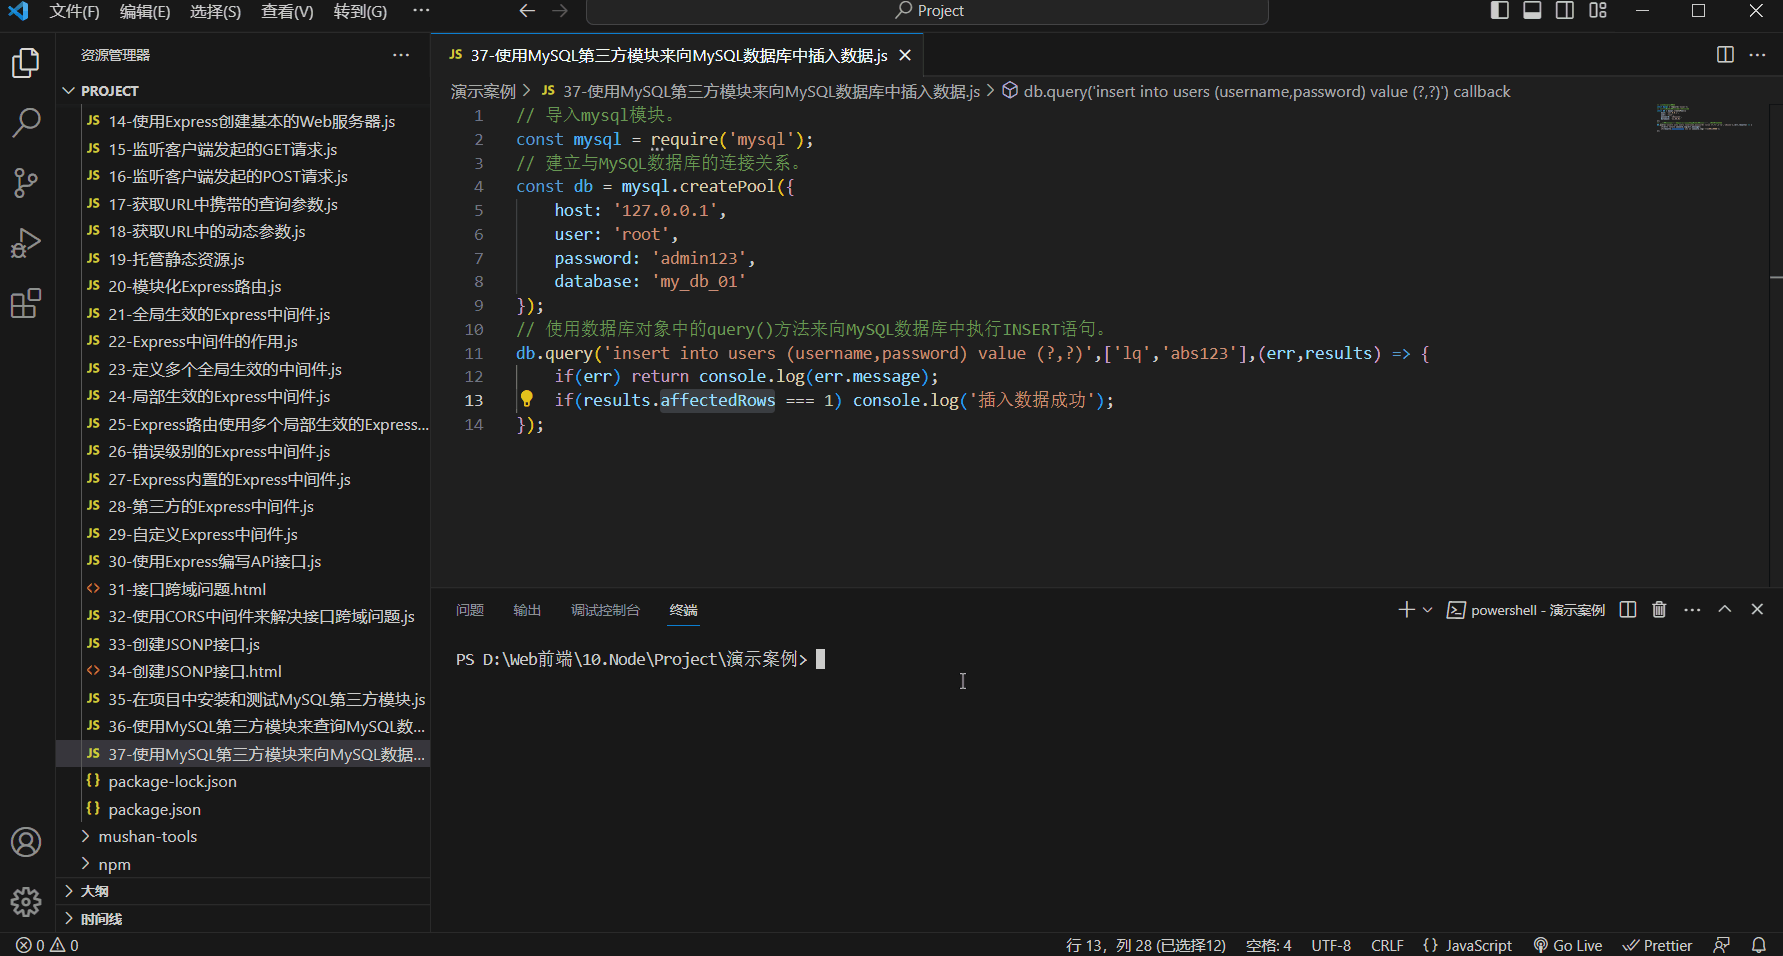 文件(F) 编辑(E) 选择(S) 查看(V) 转到(G) ··· Project
资源管理器 ···
PROJECT
JS 14-使用Express创建基本的Web服务器.js
JS 15-监听客户端发起的GET请求.js
JS 16-监听客户端发起的POST请求.js
JS 17-获取URL中携带的查询参数.js
JS 18-获取URL中的动态参数.js
JS 19-托管静态资源.js
JS 20-模块化Express路由.js
JS 21-全局生效的Express中间件.js
JS 22-Express中间件的作用.js
JS 23-定义多个全局生效的中间件.js
JS 24-局部生效的Express中间件.js
JS 25-Express路由使用多个局部生效的Express...
JS 26-错误级别的Express中间件.js
JS 27-Express内置的Express中间件.js
JS 28-第三方的Express中间件.js
JS 29-自定义Express中间件.js
JS 30-使用Express编写APi接口.js
<> 31-接口跨域问题.html
JS 32-使用CORS中间件来解决接口跨域问题.js
JS 33-创建JSONP接口.js
<> 34-创建JSONP接口.html
JS 35-在项目中安装和测试MySQL第三方模块.js
JS 36-使用MySQL第三方模块来查询MySQL数...
JS 37-使用MySQL第三方模块来向MySQL数据...
{} package-lock.json
{} package.json
mushan-tools
npm
大纲
时间线
JS 37-使用MySQL第三方模块来向MySQL数据库中插入数据.js
演示案例 > JS 37-使用MySQL第三方模块来向MySQL数据库中插入数据.js > db.query('insert into users (username,password) value (?,?)') callback
1 // 导入mysql模块。
2 const mysql = require('mysql');
3 // 建立与MySQL数据库的连接关系。
4 const db = mysql.createPool({
5 host: '127.0.0.1',
6 user: 'root',
7 password: 'admin123',
8 database: 'my_db_01'
9 });
10 // 使用数据库对象中的query()方法来向MySQL数据库中执行INSERT语句。
11 db.query('insert into users (username,password) value (?,?)',['lq','abs123'],(err,results) => {
12 if(err) return console.log(err.message);
13 if(results.affectedRows === 1) console.log('插入数据成功');
14 });
问题 输出 调试控制台 终端 powershell - 演示案例
PS D:\Web前端\10.Node\Project\演示案例>
0 0 行 13，列 28 (已选择12) 空格: 4 UTF-8 CRLF {} JavaScript Go Live Prettier